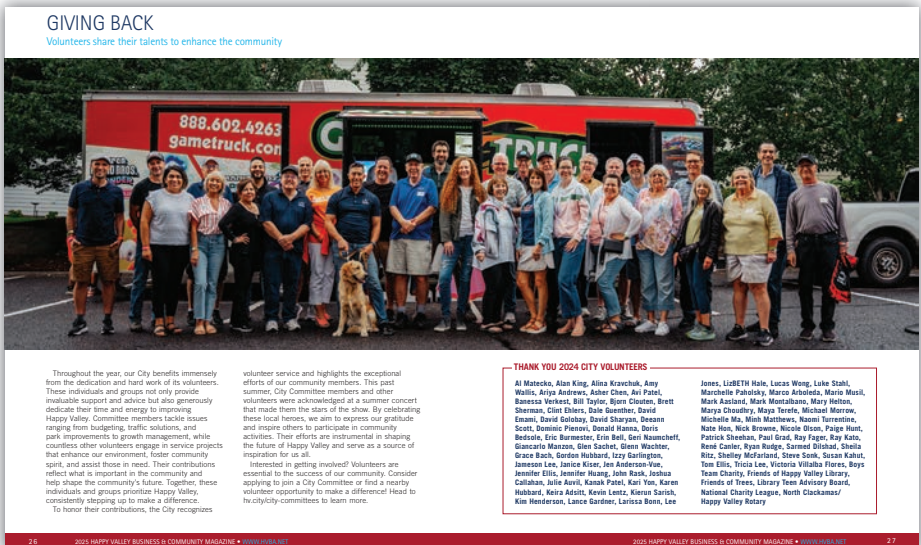 GIVING BACK
Volunteers share their talents to enhance the community
888.602.4263
gametruck.com
G
TRUCK
Throughout the year, our City benefits immensely
from the dedication and hard work of its volunteers.
These individuals and groups not only provide
invaluable support and advice but also generously
dedicate their time and energy to improving
Happy Valley. Committee members tackle issues
ranging from budgeting, traffic solutions, and
park improvements to growth management, while
countless other volunteers engage in service projects
that enhance our environment, foster community
spirit, and assist those in need. Their contributions
reflect what is important in the community and
help shape the community's future. Together, these
individuals and groups prioritize Happy Valley,
consistently stepping up to make a difference.
To honor their contributions, the City recognizes
volunteer service and highlights the exceptional
efforts of our community members. This past
summer, City Committee members and other
volunteers were acknowledged at a summer concert
that made them the stars of the show. By celebrating
these local heroes, we aim to express our gratitude
and inspire others to participate in community
activities. Their efforts are instrumental in shaping
the future of Happy Valley and serve as a source of
inspiration for us all.
Interested in getting involved? Volunteers are
essential to the success of our community. Consider
applying to join a City Committee or find a nearby
volunteer opportunity to make a difference! Head to
hv.city/city-committees to learn more.
THANK YOU 2024 CITY VOLUNTEERS
Al Matecko, Alan King, Alina Kravchuk, Amy
Wallis, Ariya Andrews, Asher Chen, Avi Patel,
Banessa Verkest, Bill Taylor, Bjorn Clouten, Brett
Sherman, Clint Ehlers, Dale Guenther, David
Emami, David Golobay, David Sharyan, Deeann
Scott, Dominic Pienovi, Donald Hanna, Doris
Bedsole, Eric Burmester, Erin Bell, Geri Naumcheff,
Giancarlo Manzon, Glen Sachet, Glenn Wachter,
Grace Bach, Gordon Hubbard, Izzy Garlington,
Jameson Lee, Janice Kiser, Jen Anderson-Vue,
Jennifer Ellis, Jennifer Huang, John Rask, Joshua
Callahan, Julie Auvil, Kanak Patel, Kari Yon, Karen
Hubbard, Keira Adsitt, Kevin Lentz, Kierun Sarish,
Kim Henderson, Lance Gardner, Larissa Bonn, Lee
Jones, LizBETH Hale, Lucas Wong, Luke Stahl,
Marchelle Paholsky, Marco Arboleda, Mario Musil,
Mark Aasland, Mark Montalbano, Mary Helton,
Marya Choudhry, Maya Terefe, Michael Morrow,
Michelle Ma, Minh Matthews, Naomi Turrentine,
Nate Hon, Nick Browne, Nicole Olson, Paige Hunt,
Patrick Sheehan, Paul Grad, Ray Fager, Ray Kato,
René Canler, Ryan Rudge, Sarmed Dilshad, Sheila
Ritz, Shelley McFarland, Steve Sonk, Susan Kahut,
Tom Ellis, Tricia Lee, Victoria Villalba Flores, Boys
Team Charity, Friends of Happy Valley Library,
Friends of Trees, Library Teen Advisory Board,
National Charity League, North Clackamas/
Happy Valley Rotary
26 2025 HAPPY VALLEY BUSINESS & COMMUNITY MAGAZINE • WWW.HVBA.NET
2025 HAPPY VALLEY BUSINESS & COMMUNITY MAGAZINE • WWW.HVBA.NET 27